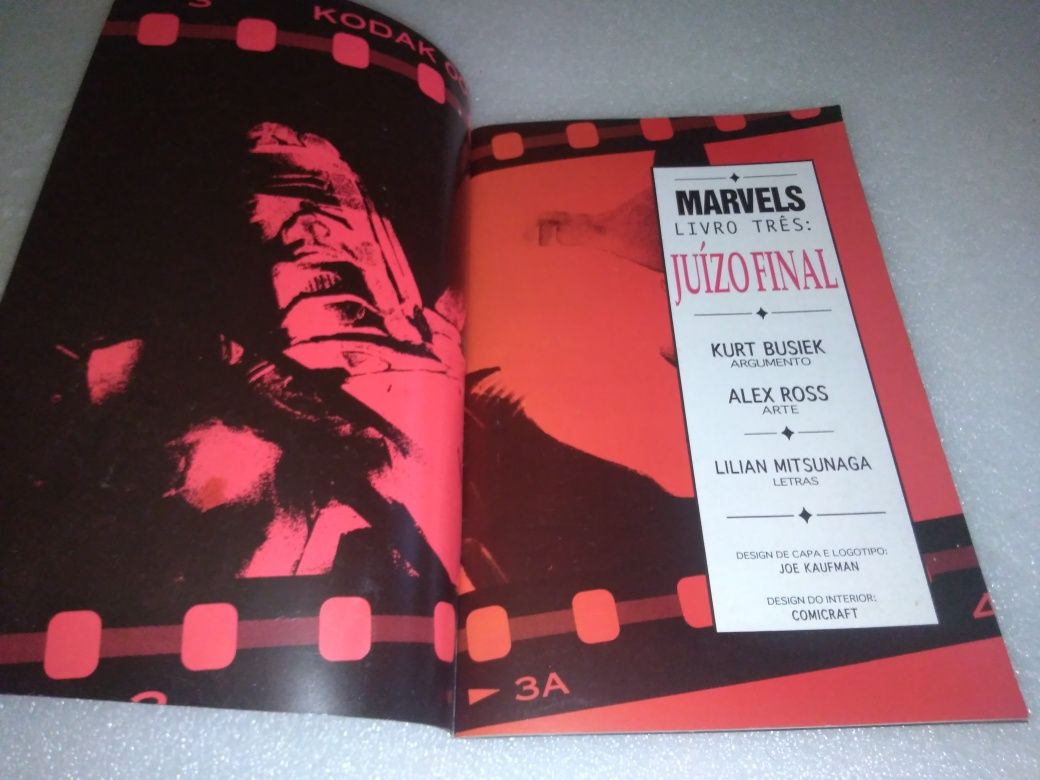 KODAK
MARVELS
LIVRO TRÊS:
JUÍZO FINAL
KURT BUSIEK
ARGUMENTO
ALEX ROSS
ARTE
LILIAN MITSUNAGA
LETRAS
DESIGN DE CAPA E LOGOTIPO:
JOE KAUFMAN
DESIGN DO INTERIOR:
COMICRAFT
3A